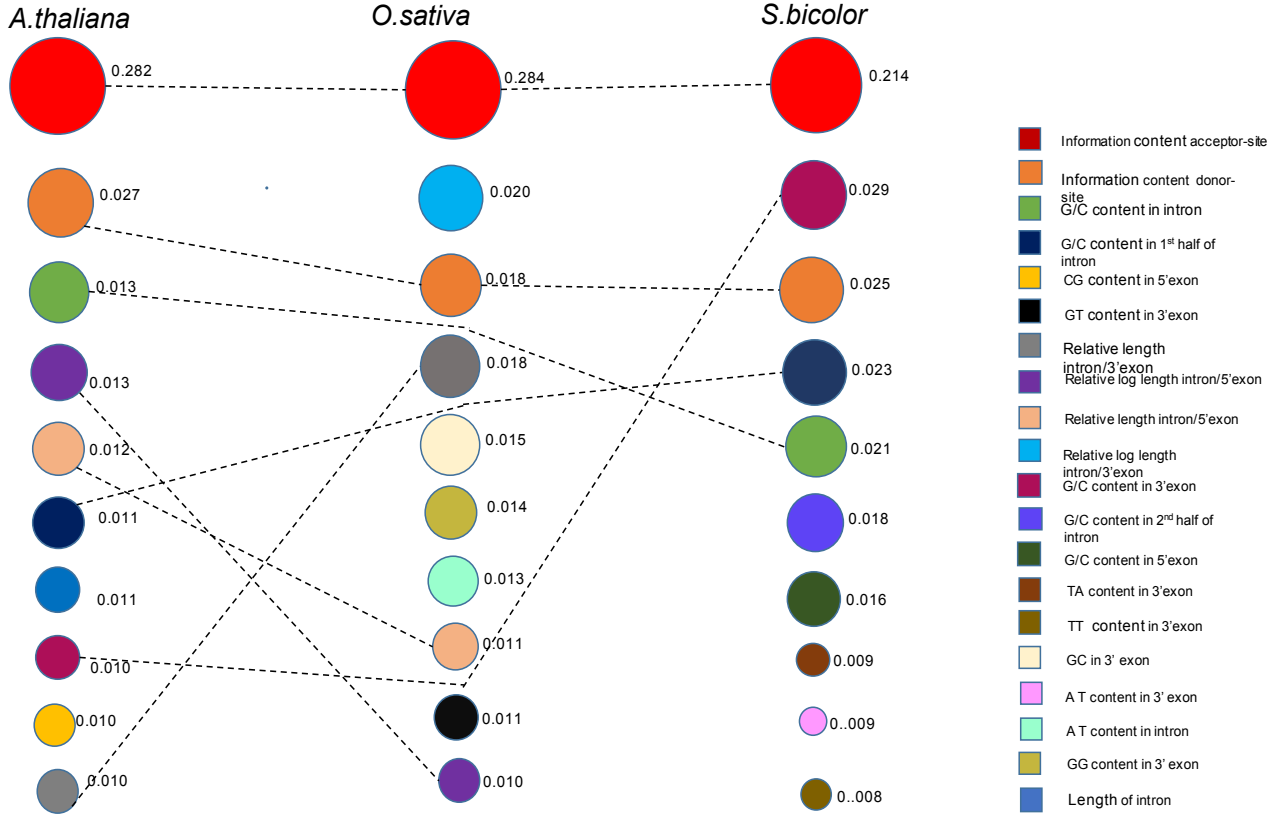 A.thaliana
O.sativa
S.bicolor
0.282
0.284
0.214
0.027
0.020
0.029
0.013
0.018
0.025
0.013
0.018
0.023
0.012
0.015
0.021
0.011
0.014
0.018
0.011
0.013
0.016
0.010
0.011
0.009
0.010
0.011
0..009
0.010
0.010
0..008
Information content acceptor-site
Information content donor-
site
G/C content in intron
G/C content in 1st half of
intron
CG content in 5'exon
GT content in 3'exon
Relative length
intron/3'exon
Relative log length intron/5'exon
Relative length intron/5'exon
Relative log length
intron/3'exon
G/C content in 3'exon
G/C content in 2nd half of
intron
G/C content in 5'exon
TA content in 3'exon
TT content in 3'exon
GC in 3' exon
A T content in 3' exon
A T content in intron
GG content in 3' exon
Length of intron